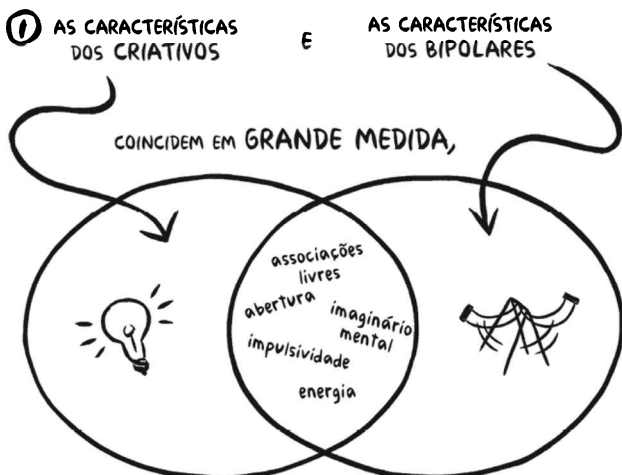 1 AS CARACTERÍSTICAS
DOS CRIATIVOS
E
AS CARACTERÍSTICAS
DOS BIPOLARES
COINCIDEM EM GRANDE MEDIDA,
associações
livres
abertura
imaginário
mental
impulsividade
energia